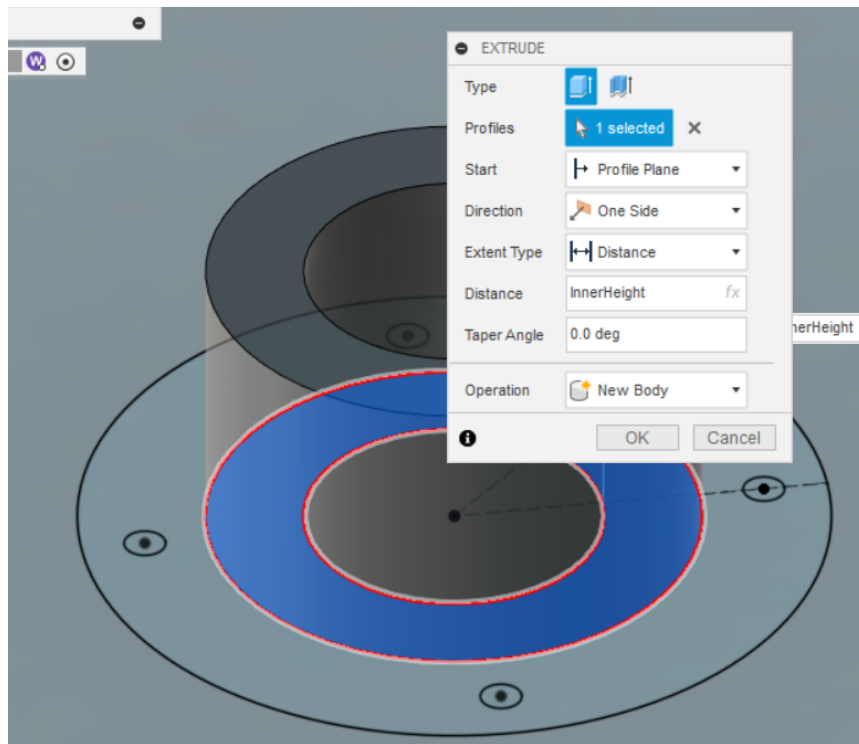 W
EXTRUDE
Type
Profiles 1 selected
Start Profile Plane
Direction One Side
Extent Type Distance
Distance InnerHeight fx
nerHeight
Taper Angle 0.0 deg
Operation New Body
OK Cancel